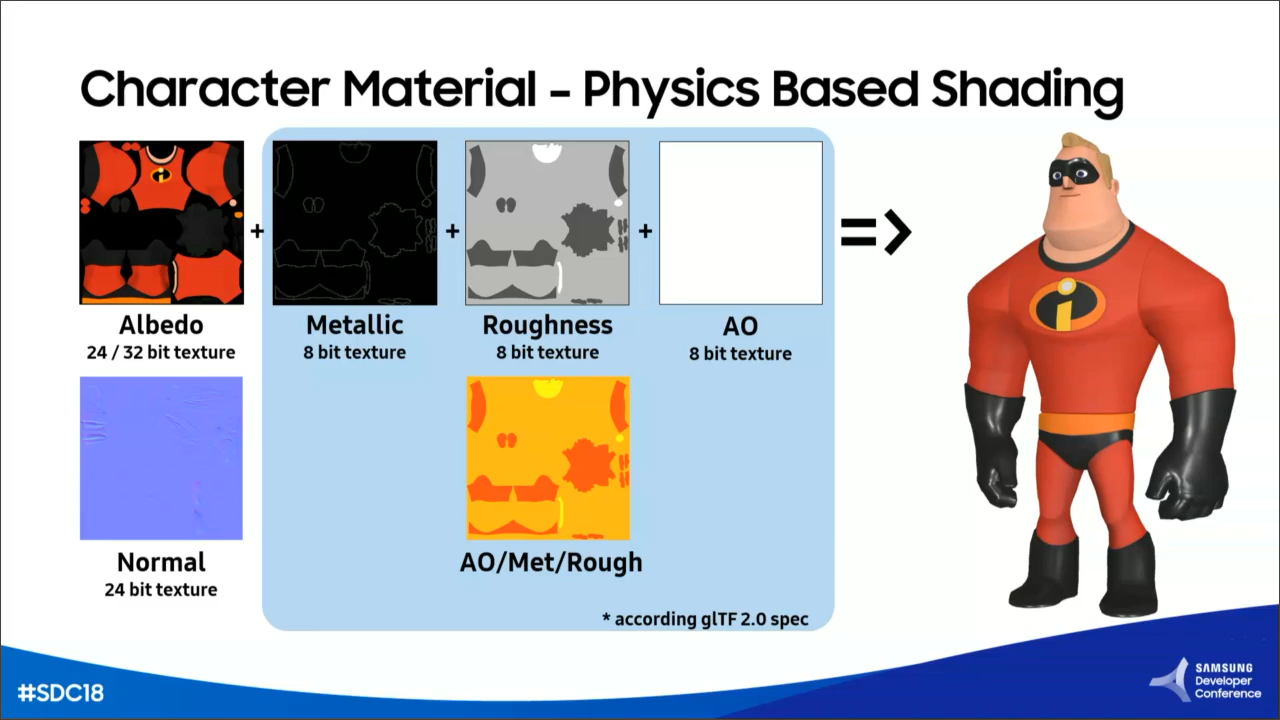 Character Material – Physics Based Shading
+ + + =>
Albedo
24 / 32 bit texture
Metallic
8 bit texture
Roughness
8 bit texture
AO
8 bit texture
Normal
24 bit texture
AO/Met/Rough
* according glTF 2.0 spec
#SDC18
SAMSUNG
Developer
Conference